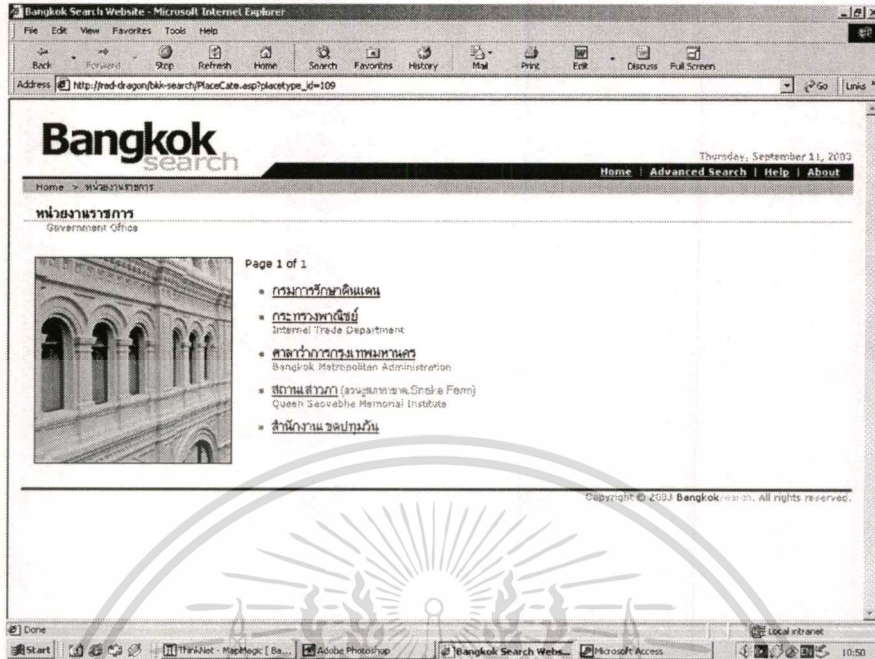 Bangkok Search Website - Microsoft Internet Explorer
File Edit View Favorites Tools Help
Back Forward Stop Refresh Home Search Favorites History Mail Print Edit Discuss Full Screen
Address http://red-dragon/bkk-search/PlaceCate.asp?placetype_id=109 Go Links
Bangkok
search
Thursday, September 11, 2003
Home | Advanced Search | Help | About
Home > หน่วยงานราชการ
หน่วยงานราชการ
Government Office
Page 1 of 1
» กรมการรักษาดินแดน
» กระทรวงพาณิชย์
Internel Trade Department
» ศาลาว่าการกรุงเทพมหานคร
Bangkok Metropolitan Administration
» สถานเสาวภา (สวนงูสภากาชาด,Snake Farm)
Queen Saovabha Memorial Institute
» สำนักงานเขตปทุมวัน
Copyright © 2003 Bangkoksearch. All rights reserved.
Done Local intranet
Start ThinkNet - MapMagic [ Ba... Adobe Photoshop Bangkok Search Webs... Microsoft Access 10:50